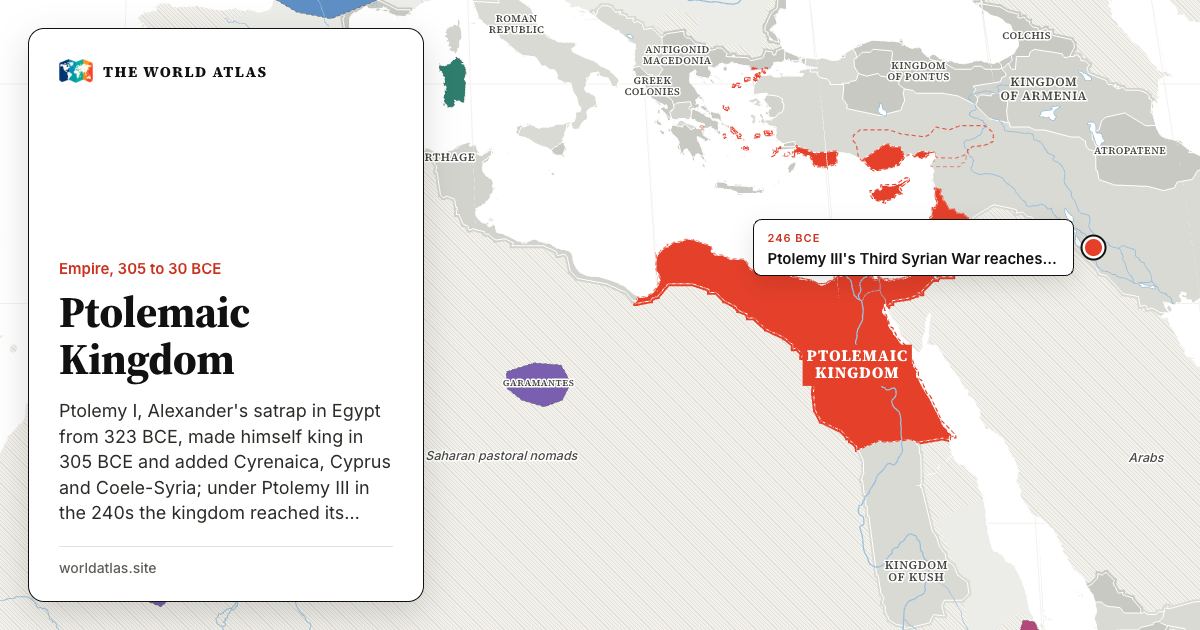 THE WORLD ATLAS
Empire, 305 to 30 BCE
Ptolemaic
Kingdom
Ptolemy I, Alexander's satrap in Egypt
from 323 BCE, made himself king in
305 BCE and added Cyrenaica, Cyprus
and Coele-Syria; under Ptolemy III in
the 240s the kingdom reached its...
worldatlas.site
ROMAN
REPUBLIC
ANTIGONID
MACEDONIA
GREEK
COLONIES
COLCHIS
KINGDOM
OF PONTUS
KINGDOM
OF ARMENIA
ATROPATENE
RTHAGE
246 BCE
Ptolemy III's Third Syrian War reaches...
PTOLEMAIC
KINGDOM
GARAMANTES
Saharan pastoral nomads
Arabs
KINGDOM
OF KUSH